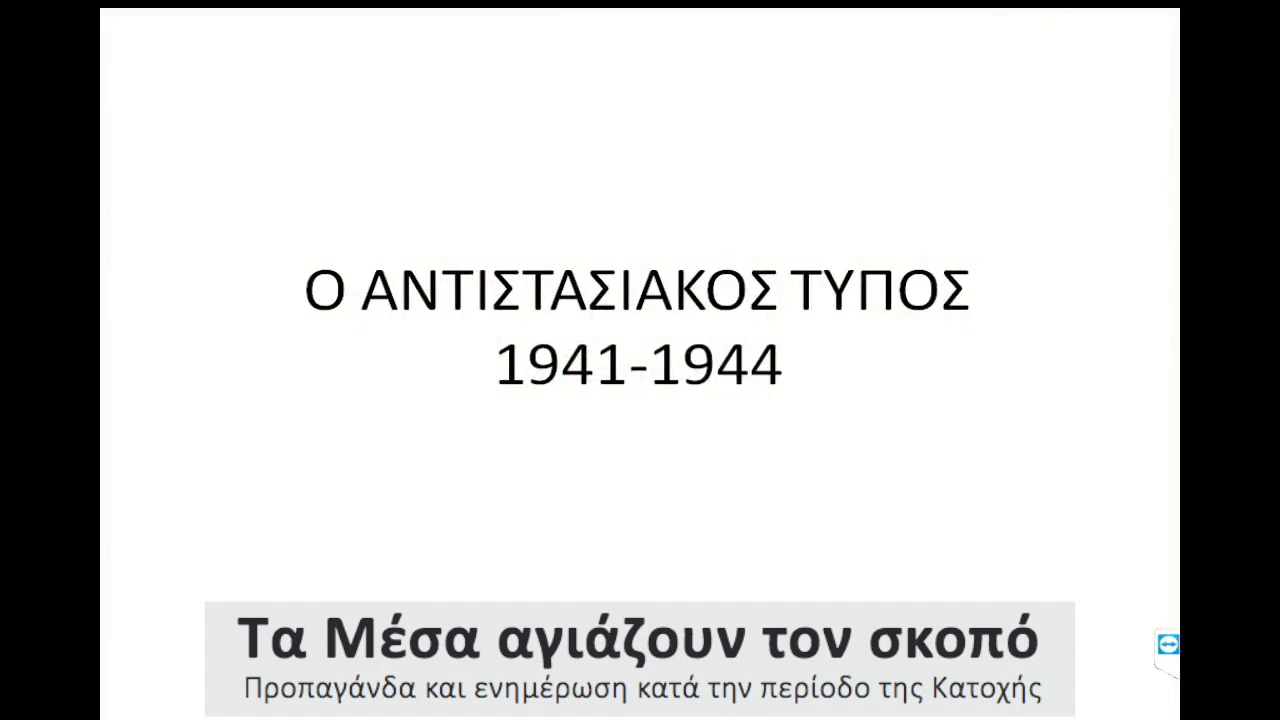 Ο ΑΝΤΙΣΤΑΣΙΑΚΟΣ ΤΥΠΟΣ
1941-1944
Τα Μέσα αγιάζουν τον σκοπό
Προπαγάνδα και ενημέρωση κατά την περίοδο της Κατοχής